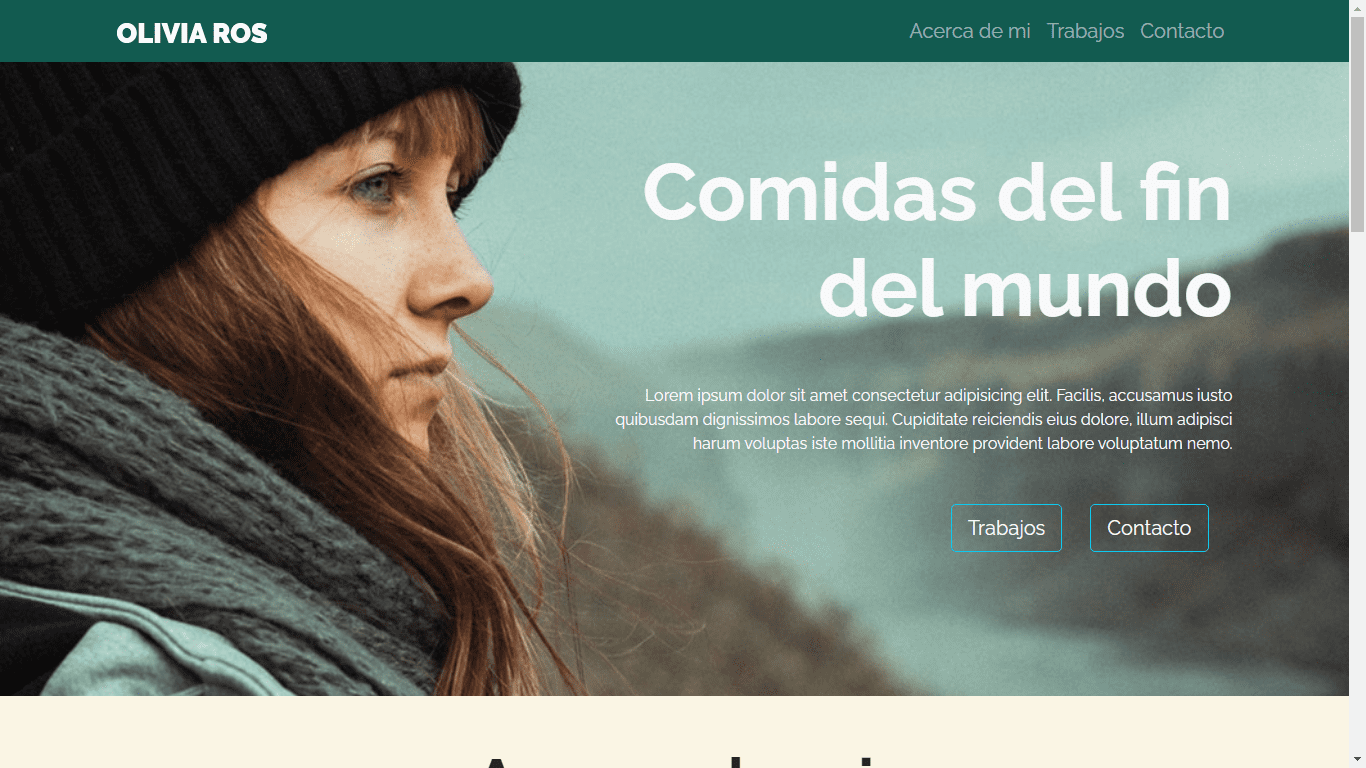 OLIVIA ROS
Acerca de mi Trabajos Contacto
Comidas del fin
del mundo
Lorem ipsum dolor sit amet consectetur adipisicing elit. Facilis, accusamus iusto
quibusdam dignissimos labore sequi. Cupiditate reiciendis eius dolore, illum adipisci
harum voluptas iste mollitia inventore provident labore voluptatum nemo.
Trabajos Contacto